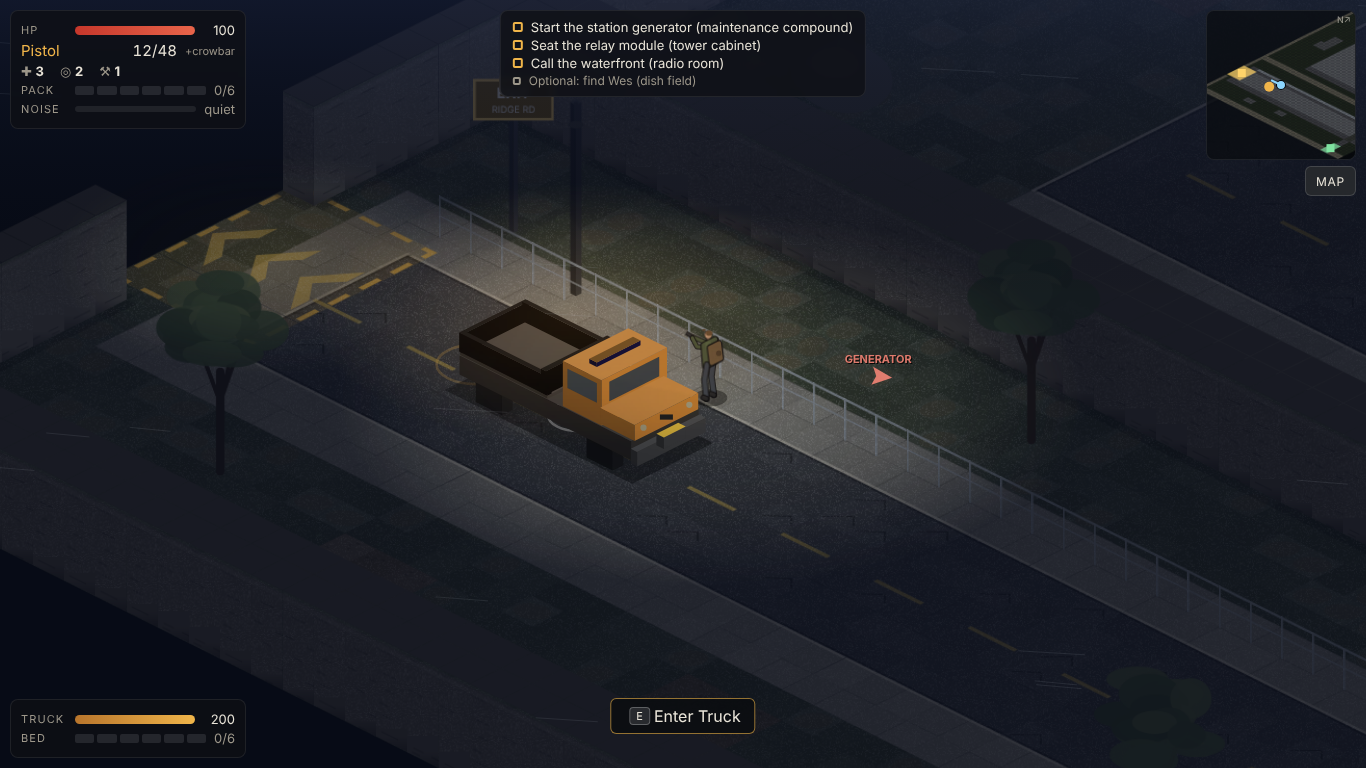 HP 100
Pistol 12/48 +crowbar
3 2 1
PACK 0/6
NOISE quiet
Start the station generator (maintenance compound)
Seat the relay module (tower cabinet)
Call the waterfront (radio room)
Optional: find Wes (dish field)
RIDGE RD
N
MAP
GENERATOR
E Enter Truck
TRUCK 200
BED 0/6